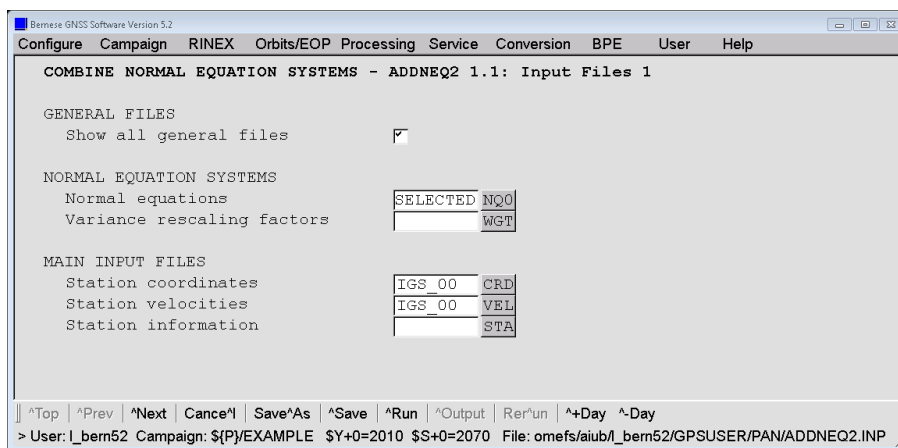 Bernese GNSS Software Version 5.2
Configure Campaign RINEX Orbits/EOP Processing Service Conversion BPE User Help
COMBINE NORMAL EQUATION SYSTEMS - ADDNEQ2 1.1: Input Files 1
GENERAL FILES
Show all general files
NORMAL EQUATION SYSTEMS
Normal equations SELECTED NQ0
Variance rescaling factors WGT
MAIN INPUT FILES
Station coordinates IGS_00 CRD
Station velocities IGS_00 VEL
Station information STA
^Top ^Prev ^Next Cance^l Save^As ^Save ^Run ^Output Rer^un ^+Day ^-Day
> User: l_bern52 Campaign: ${P}/EXAMPLE $Y+0=2010 $S+0=2070 File: omefs/aiub/l_bern52/GPSUSER/PAN/ADDNEQ2.INP